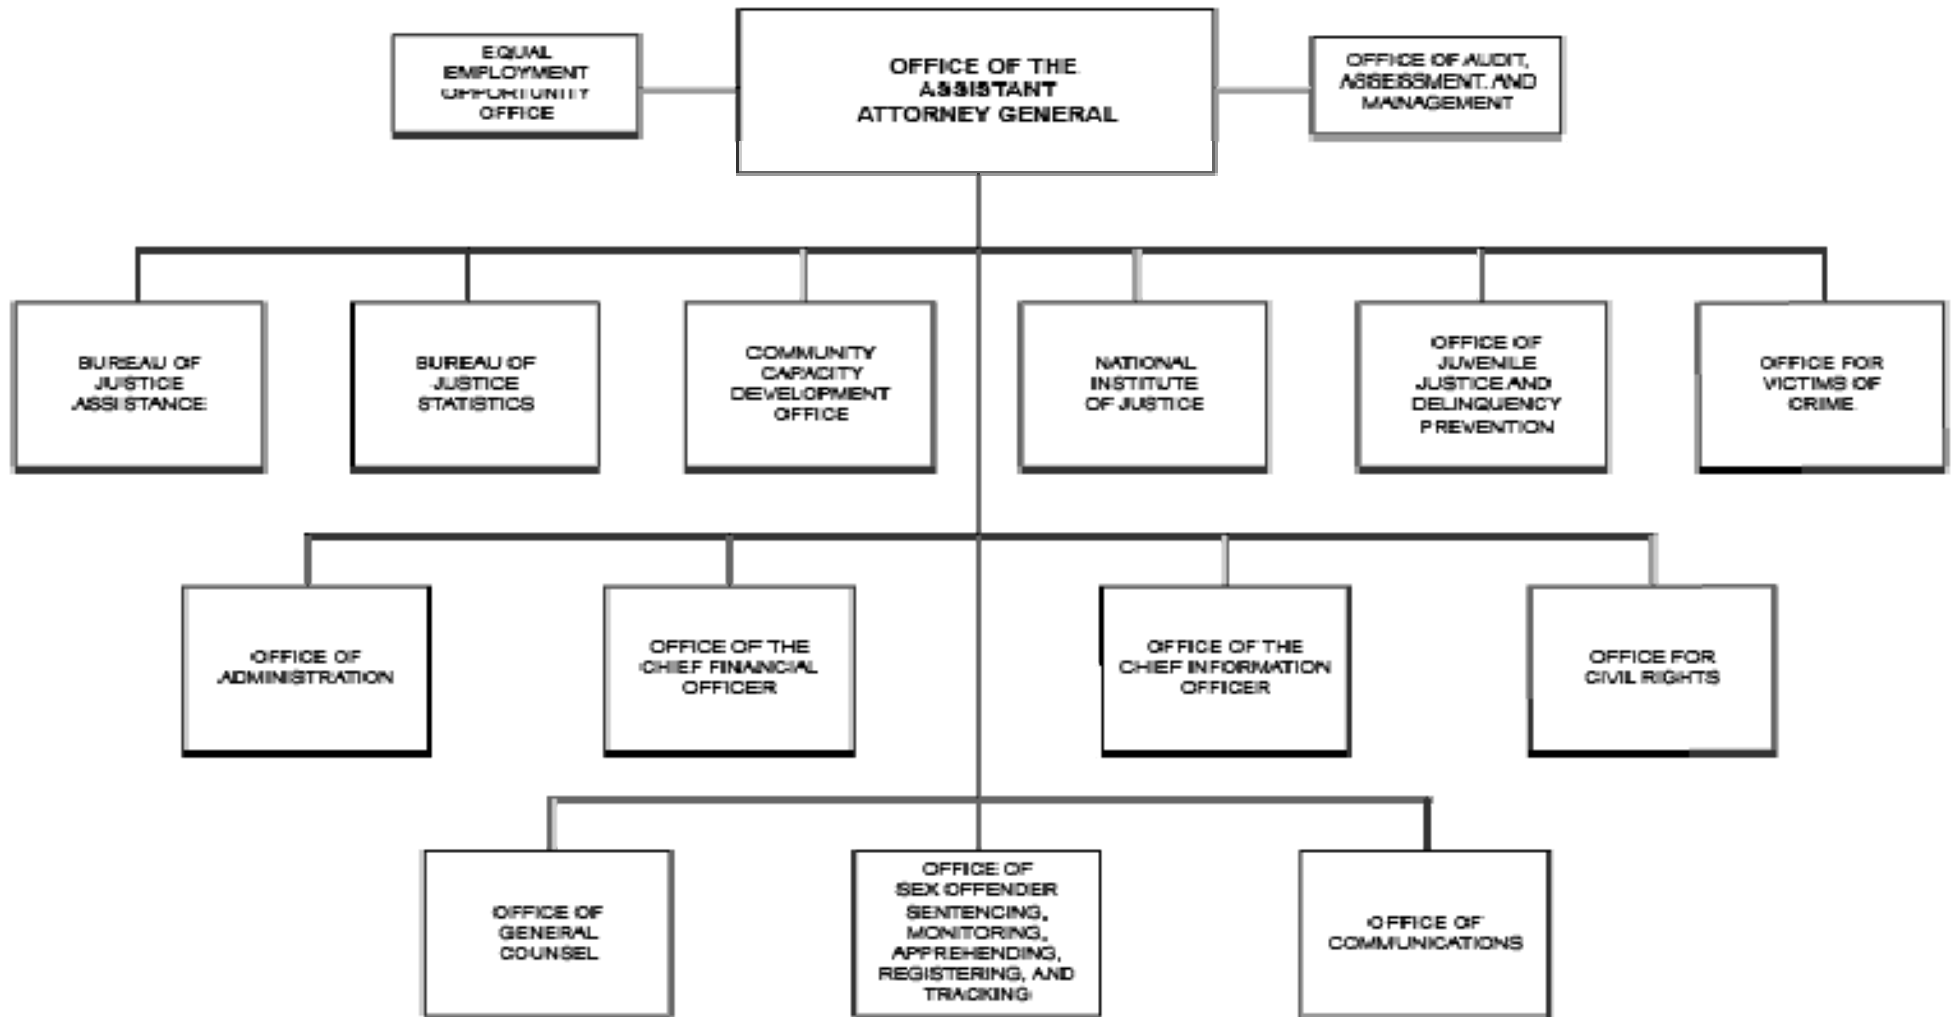 EQUAL
EMPLOYMENT
OPPORTUNITY
OFFICE
OFFICE OF THE
ASSISTANT
ATTORNEY GENERAL
OFFICE OF AUDIT,
ASSESSMENT, AND
MANAGEMENT
BUREAU OF
JUSTICE
ASSISTANCE
BUREAU OF
JUSTICE
STATISTICS
COMMUNITY
CAPACITY
DEVELOPMENT
OFFICE
NATIONAL
INSTITUTE
OF JUSTICE
OFFICE OF
JUVENILE
JUSTICE AND
DELINQUENCY
PREVENTION
OFFICE FOR
VICTIMS OF
CRIME
OFFICE OF
ADMINISTRATION
OFFICE OF THE
CHIEF FINANCIAL
OFFICER
OFFICE OF THE
CHIEF INFORMATION
OFFICER
OFFICE FOR
CIVIL RIGHTS
OFFICE OF
GENERAL
COUNSEL
OFFICE OF
SEX OFFENDER
SENTENCING,
MONITORING,
APPREHENDING,
REGISTERING, AND
TRACKING
OFFICE OF
COMMUNICATIONS